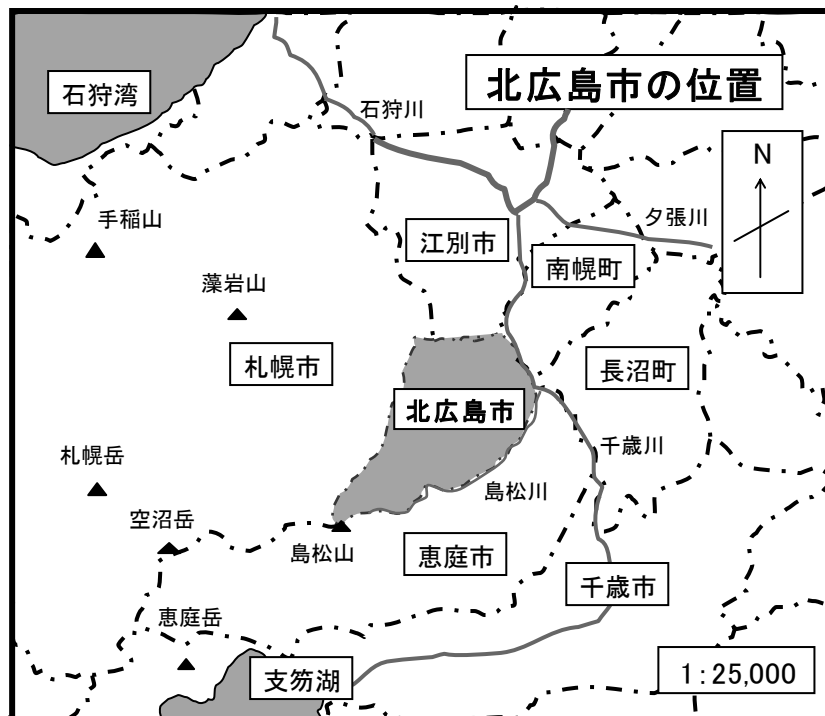 北広島市の位置
石狩湾
石狩川
N
手稲山
江別市
夕張川
南幌町
藻岩山
札幌市
長沼町
北広島市
千歳川
札幌岳
島松川
空沼岳
島松山
恵庭市
千歳市
恵庭岳
支笏湖
1:25,000